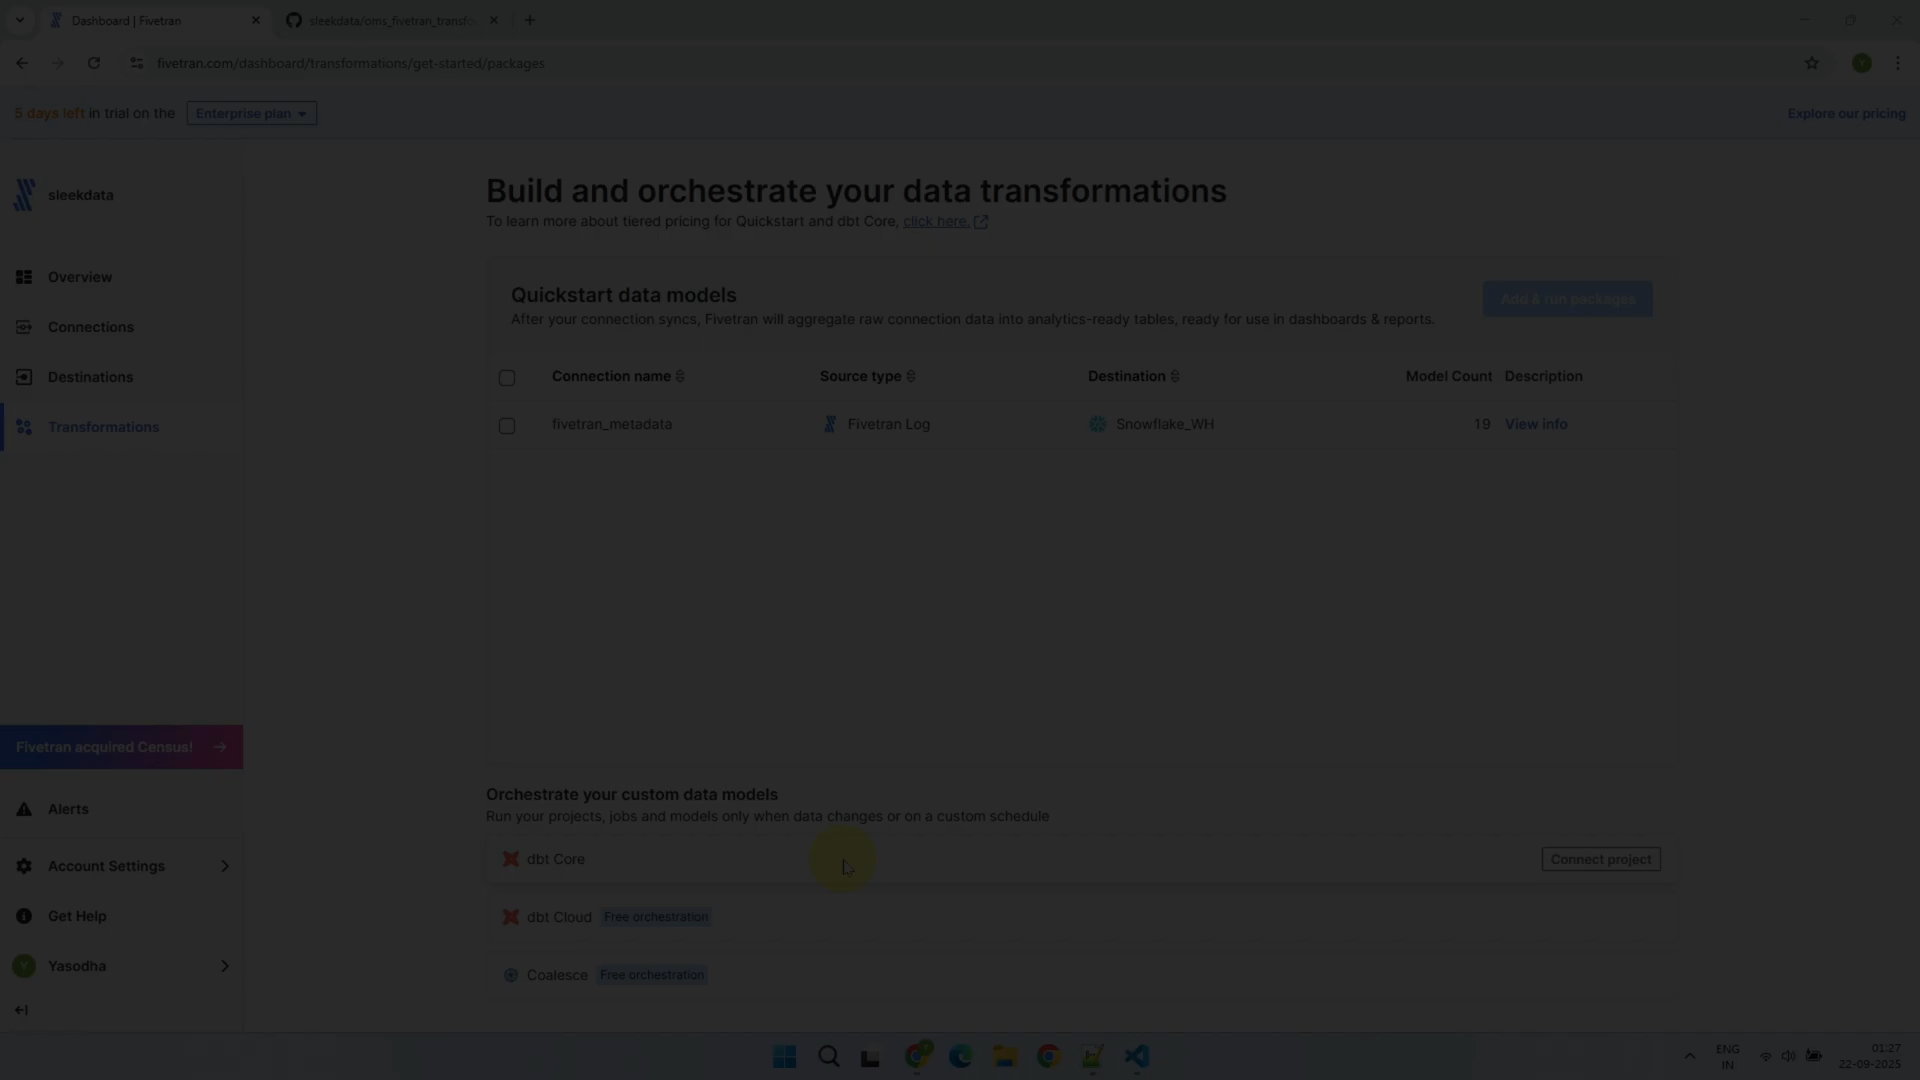 Dashboard | Fivetran
sleekdata/oms_fivetran_transfo
fivetran.com/dashboard/transformations/get-started/packages
5 days left in trial on the
Enterprise plan
Explore our pricing
sleekdata
Overview
Connections
Destinations
Transformations
Fivetran acquired Census!
Alerts
Account Settings
Get Help
Y
Yasodha
Build and orchestrate your data transformations
To learn more about tiered pricing for Quickstart and dbt Core, click here.
Quickstart data models
Add & run packages
After your connection syncs, Fivetran will aggregate raw connection data into analytics-ready tables, ready for use in dashboards & reports.
Connection name Source type Destination Model Count Description
fivetran_metadata Fivetran Log Snowflake_WH 19 View info
Orchestrate your custom data models
Run your projects, jobs and models only when data changes or on a custom schedule
dbt Core
Connect project
dbt Cloud Free orchestration
Coalesce Free orchestration
ENG
IN
01:27
22-09-2025